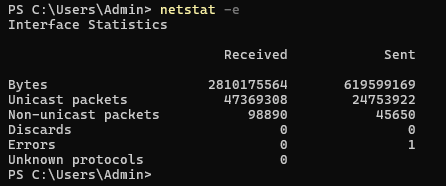 PS C:\Users\Admin> netstat -e
Interface Statistics
Received Sent
Bytes 2810175564 619599169
Unicast packets 47369308 24753922
Non-unicast packets 98890 45650
Discards 0 0
Errors 0 1
Unknown protocols 0
PS C:\Users\Admin>